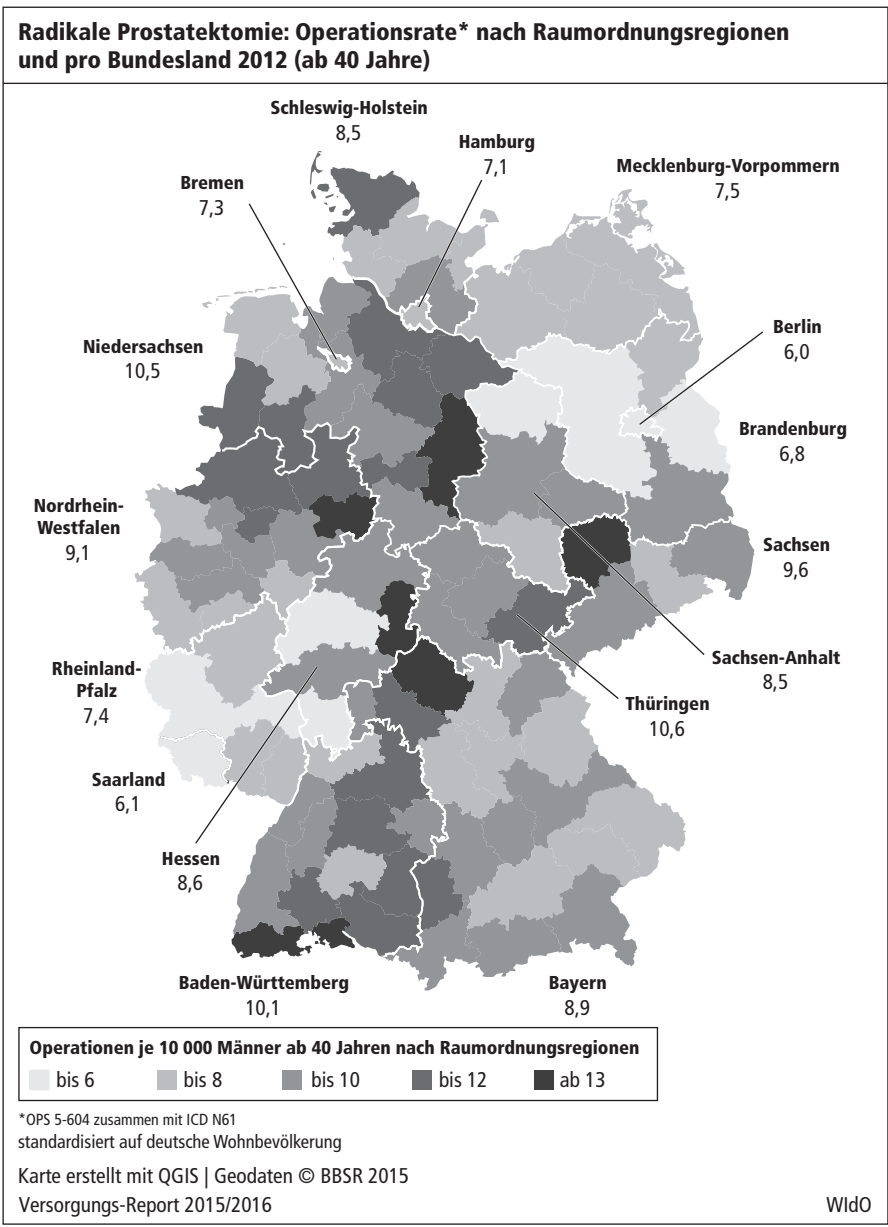 Radikale Prostatektomie: Operationsrate* nach Raumordnungsregionen
und pro Bundesland 2012 (ab 40 Jahre)
Schleswig-Holstein
8,5
Hamburg
7,1
Mecklenburg-Vorpommern
7,5
Bremen
7,3
Berlin
6,0
Niedersachsen
10,5
Brandenburg
6,8
Nordrhein-
Westfalen
9,1
Sachsen
9,6
Sachsen-Anhalt
8,5
Rheinland-
Pfalz
7,4
Thüringen
10,6
Saarland
6,1
Hessen
8,6
Baden-Württemberg
10,1
Bayern
8,9
Operationen je 10 000 Männer ab 40 Jahren nach Raumordnungsregionen
bis 6 bis 8 bis 10 bis 12 ab 13
*OPS 5-604 zusammen mit ICD N61
standardisiert auf deutsche Wohnbevölkerung
Karte erstellt mit QGIS | Geodaten © BBSR 2015
Versorgungs-Report 2015/2016 WIdO